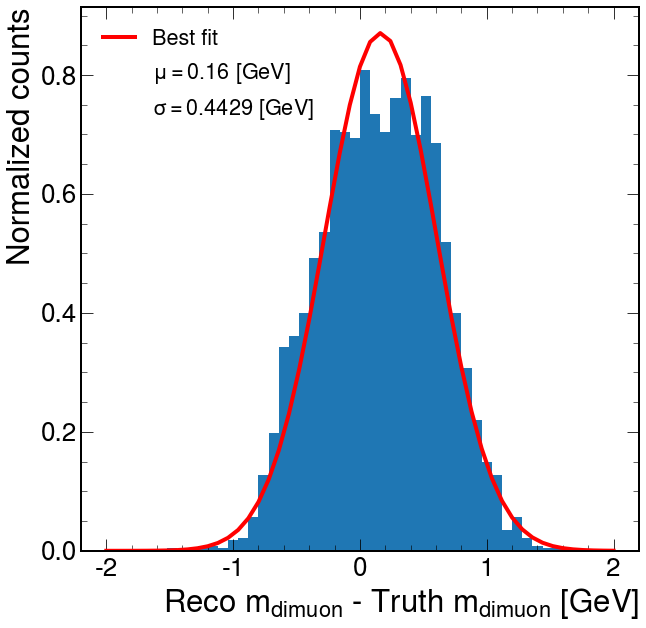 Normalized counts
Best fit
μ = 0.16 [GeV]
σ = 0.4429 [GeV]
0.8
0.6
0.4
0.2
0.0
-2 -1 0 1 2
Reco m_dimuon - Truth m_dimuon [GeV]